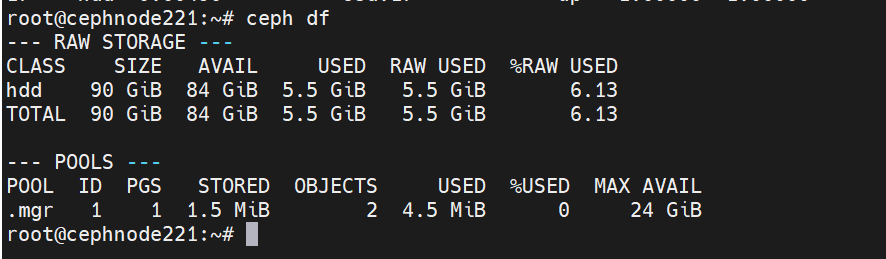 root@cephnode221:~# ceph df
--- RAW STORAGE ---
CLASS    SIZE   AVAIL     USED  RAW USED  %RAW USED
hdd    90 GiB  84 GiB  5.5 GiB   5.5 GiB       6.13
TOTAL  90 GiB  84 GiB  5.5 GiB   5.5 GiB       6.13

--- POOLS ---
POOL  ID  PGS   STORED  OBJECTS     USED  %USED  MAX AVAIL
.mgr   1    1  1.5 MiB        2  4.5 MiB      0     24 GiB
root@cephnode221:~#